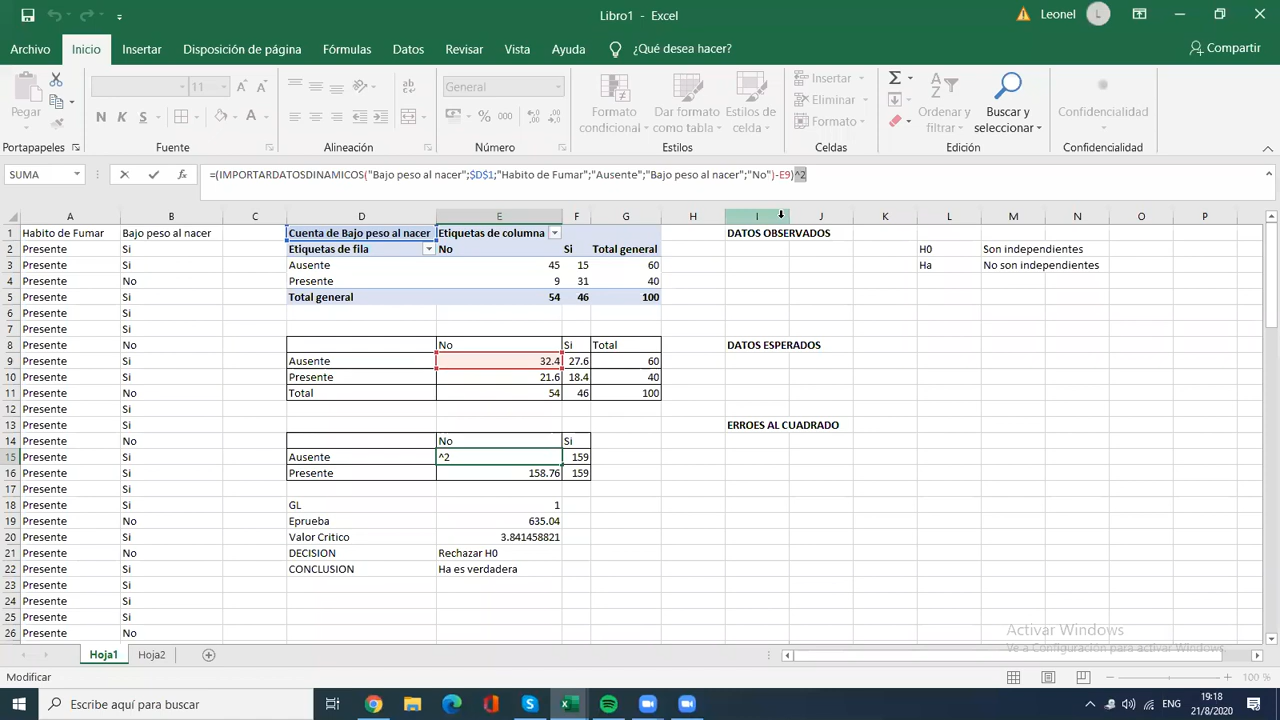 Libro1 - Excel
Leonel
L
Archivo Inicio Insertar Disposición de página Fórmulas Datos Revisar Vista Ayuda ¿Qué desea hacer? Compartir
Pegar
11
N K S
General
% 000
Formato condicional
Dar formato como tabla
Estilos de celda
Insertar
Eliminar
Formato
Ordenar y filtrar
Buscar y seleccionar
Confidencialidad
Portapapeles Fuente Alineación Número Estilos Celdas Edición Confidencialidad
SUMA =(IMPORTARDATOSDINAMICOS("Bajo peso al nacer";$D$1;"Habito de Fumar";"Ausente";"Bajo peso al nacer";"No")-E9)^2
A B C D E F G H I J K L M N O P
1 Habito de Fumar Bajo peso al nacer Cuenta de Bajo peso al nacer Etiquetas de columna DATOS OBSERVADOS
2 Presente Si Etiquetas de fila No Si Total general H0 Son independientes
3 Presente Si Ausente 45 15 60 Ha No son independientes
4 Presente No Presente 9 31 40
5 Presente Si Total general 54 46 100
6 Presente Si
7 Presente Si
8 Presente No No Si Total DATOS ESPERADOS
9 Presente Si Ausente 32.4 27.6 60
10 Presente Si Presente 21.6 18.4 40
11 Presente No Total 54 46 100
12 Presente Si
13 Presente Si ERROES AL CUADRADO
14 Presente No No Si
15 Presente Si Ausente ^2 159
16 Presente Si Presente 158.76 159
17 Presente Si
18 Presente Si GL 1
19 Presente No Eprueba 635.04
20 Presente Si Valor Critico 3.841458821
21 Presente No DECISION Rechazar H0
22 Presente Si CONCLUSION Ha es verdadera
23 Presente Si
24 Presente Si
25 Presente Si
26 Presente No
Activar Windows
Ve a Configuración para activar Windows.
Hoja1 Hoja2
Modificar 100 %
Escribe aquí para buscar
ENG
19:18
21/8/2020